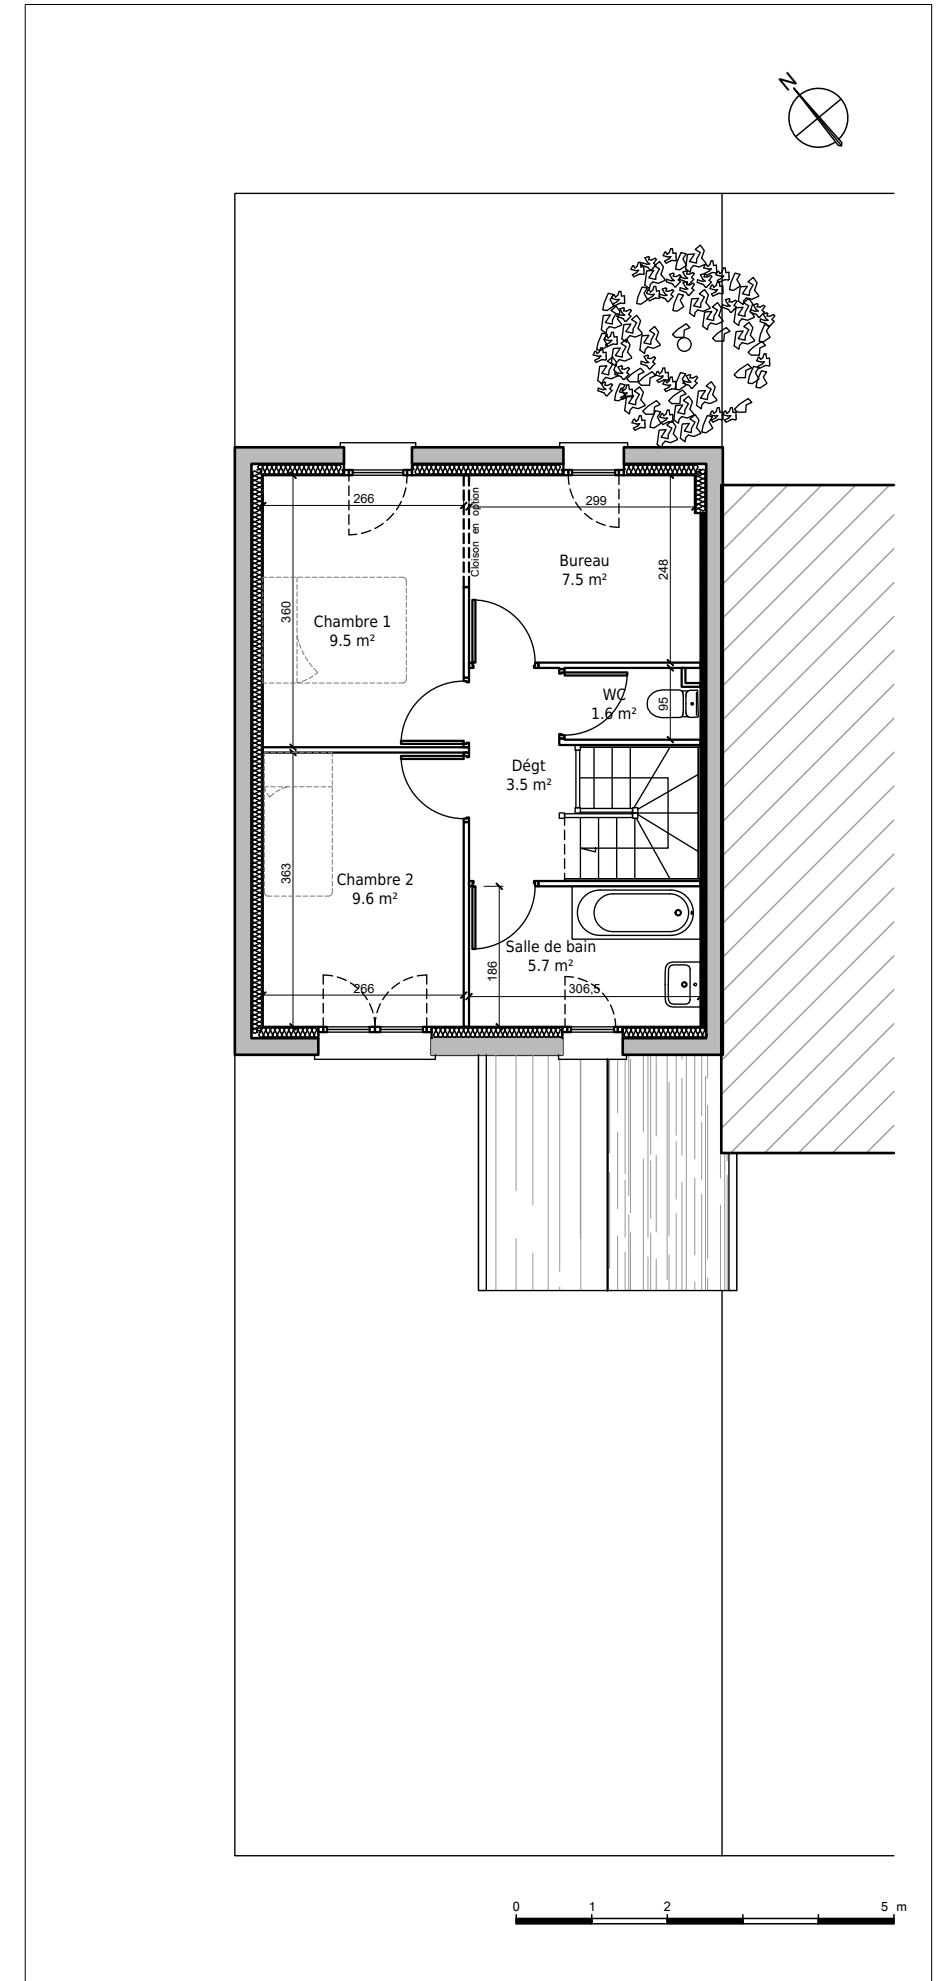 N
266
Cloison en option
299
Bureau
7.5 m²
248
360
Chambre 1
9.5 m²
WC
1.6 m²
95
Dégt
3.5 m²
363
Chambre 2
9.6 m²
Salle de bain
5.7 m²
186
266
306,5
0 1 2 5 m